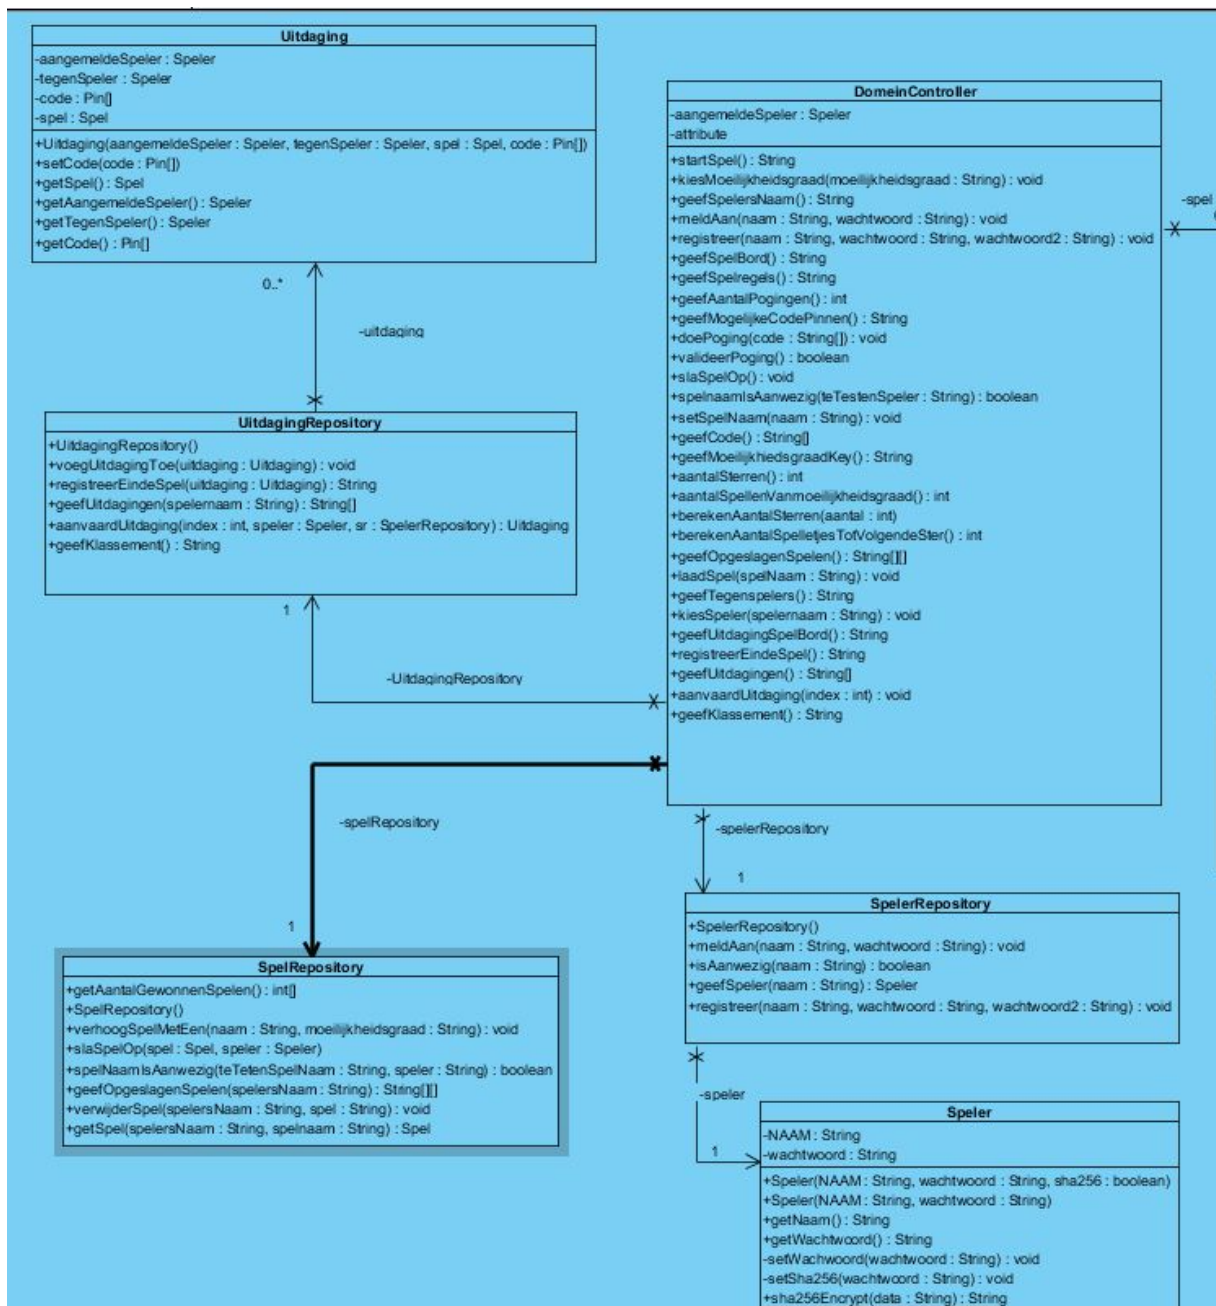 Uitdaging
-aangemeldeSpeler : Speler
-tegenSpeler : Speler
-code : Pin[]
-spel : Spel
+Uitdaging(aangemeldeSpeler : Speler, tegenSpeler : Speler, spel : Spel, code : Pin[])
+setCode(code : Pin[])
+getSpel() : Spel
+getAangemeldeSpeler() : Speler
+getTegenSpeler() : Speler
+getCode() : Pin[]
0..*
-uitdaging
UitdagingRepository
+UitdagingRepository()
+voegUitdagingToe(uitdaging : Uitdaging) : void
+registreerEindeSpel(uitdaging : Uitdaging) : String
+geefUitdagingen(spelernaam : String) : String[]
+aanvaardUitdaging(index : int, speler : Speler, sr : SpelerRepository) : Uitdaging
+geefKlassement() : String
1
-UitdagingRepository
DomeinController
-aangemeldeSpeler : Speler
-attribute
+startSpel() : String
+kiesMoeilijkheidsgraad(moeilijkheidsgraad : String) : void
+geefSpelersNaam() : String
+meldAan(naam : String, wachtwoord : String) : void
+registreer(naam : String, wachtwoord : String, wachtwoord2 : String) : void
+geefSpelBord() : String
+geefSpelregels() : String
+geefAantalPogingen() : int
+geefMogelijkeCodePinnen() : String
+doePoging(code : String[]) : void
+valideerPoging() : boolean
+slaSpelOp() : void
+spelnaamIsAanwezig(teTestenSpeler : String) : boolean
+setSpelNaam(naam : String) : void
+geefCode() : String[]
+geefMoeilijkhiedsgraadKey() : String
+aantalSterren() : int
+aantalSpellenVanmoeilijkheidsgraad() : int
+berekenAantalSterren(aantal : int)
+berekenAantalSpelletjesTotVolgendeSter() : int
+geefOpgeslagenSpelen() : String[][]
+laadSpel(spelNaam : String) : void
+geefTegenspelers() : String
+kiesSpeler(spelernaam : String) : void
+geefUitdagingSpelBord() : String
+registreerEindeSpel() : String
+geefUitdagingen() : String[]
+aanvaardUitdaging(index : int) : void
+geefKlassement() : String
-spel
-spelRepository
1
-spelerRepository
1
SpelRepository
+getAantalGewonnenSpelen() : int[]
+SpelRepository()
+verhoogSpelMetEen(naam : String, moeilijkheidsgraad : String) : void
+slaSpelOp(spel : Spel, speler : Speler)
+spelNaamIsAanwezig(teTetenSpelNaam : String, speler : String) : boolean
+geefOpgeslagenSpelen(spelersNaam : String) : String[][]
+verwijderSpel(spelersNaam : String, spel : String) : void
+getSpel(spelersNaam : String, spelnaam : String) : Spel
SpelerRepository
+SpelerRepository()
+meldAan(naam : String, wachtwoord : String) : void
+isAanwezig(naam : String) : boolean
+geefSpeler(naam : String) : Speler
+registreer(naam : String, wachtwoord : String, wachtwoord2 : String) : void
-speler
1
Speler
-NAAM : String
-wachtwoord : String
+Speler(NAAM : String, wachtwoord : String, sha256 : boolean)
+Speler(NAAM : String, wachtwoord : String)
+getNaam() : String
+getWachtwoord() : String
-setWachwoord(wachtwoord : String) : void
-setSha256(wachtwoord : String) : void
+sha256Encrypt(data : String) : String